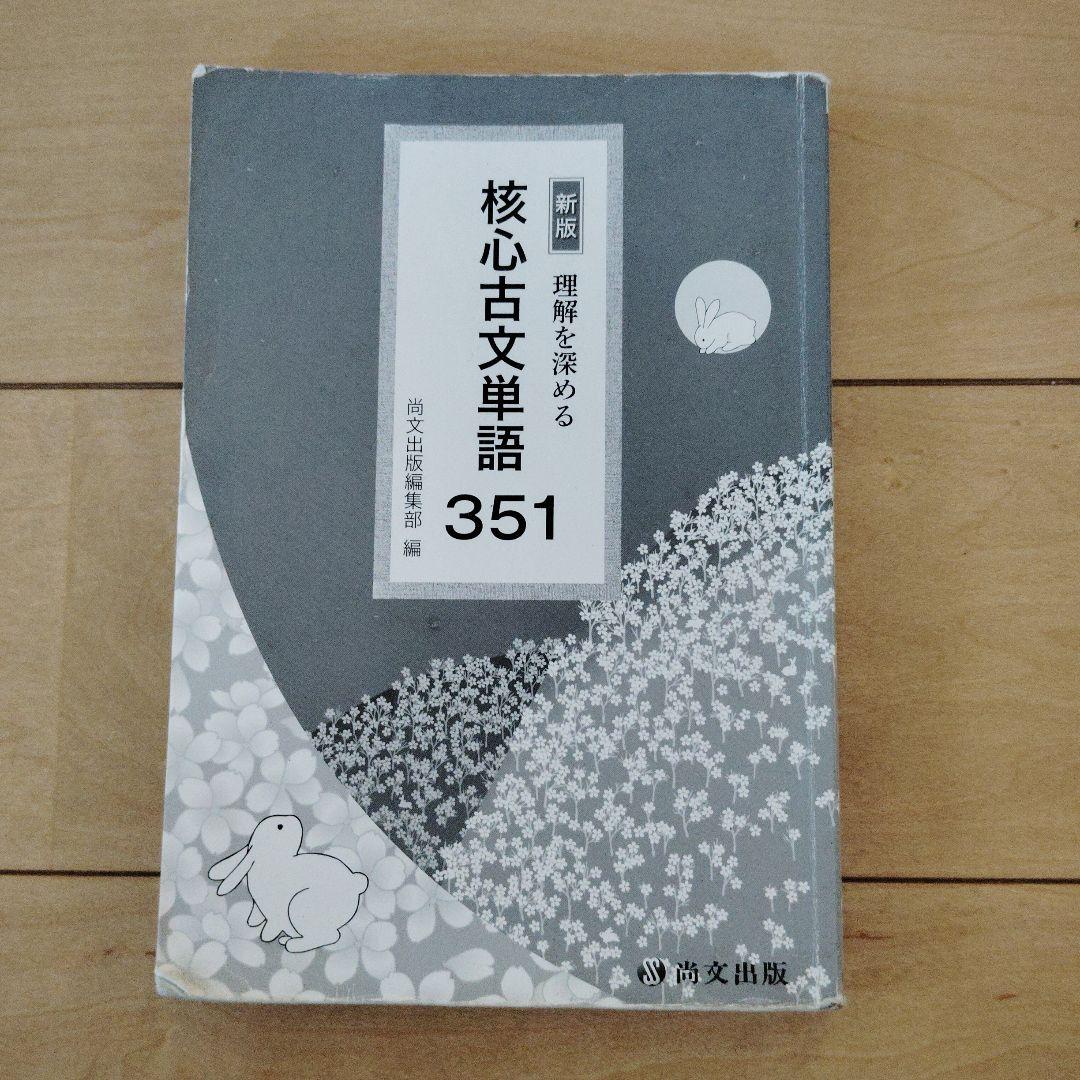 新版 理解を深める
核心古文単語
351
尚文出版編集部 編
尚文出版